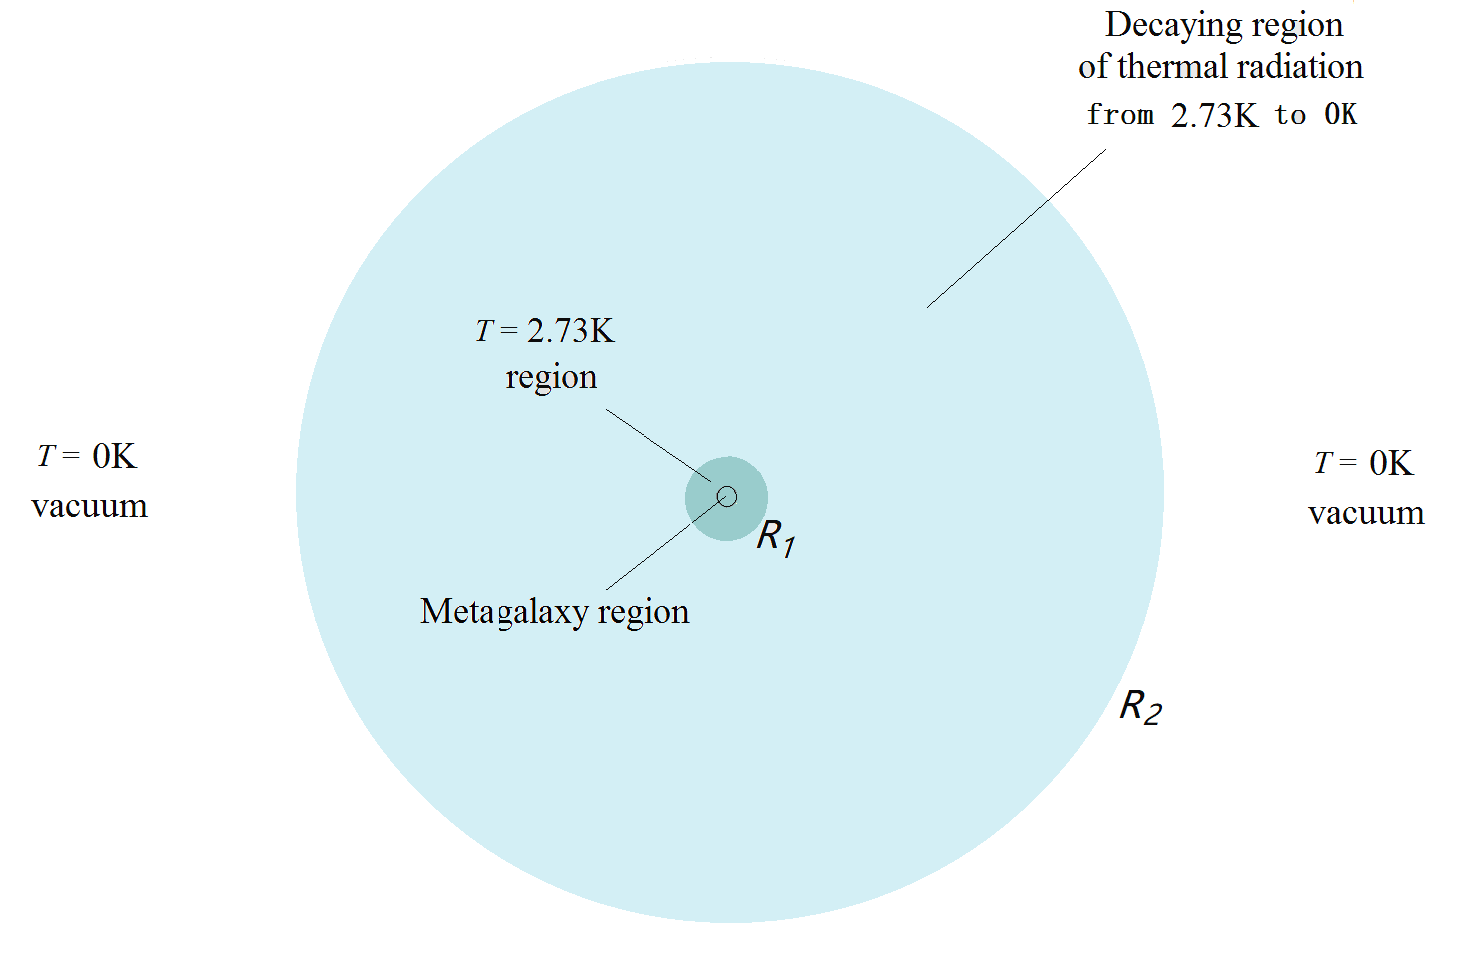 Decaying region
of thermal radiation
from 2.73K to 0K
T = 2.73K
region
T = 0K
vacuum
T = 0K
vacuum
R1
Metagalaxy region
R2